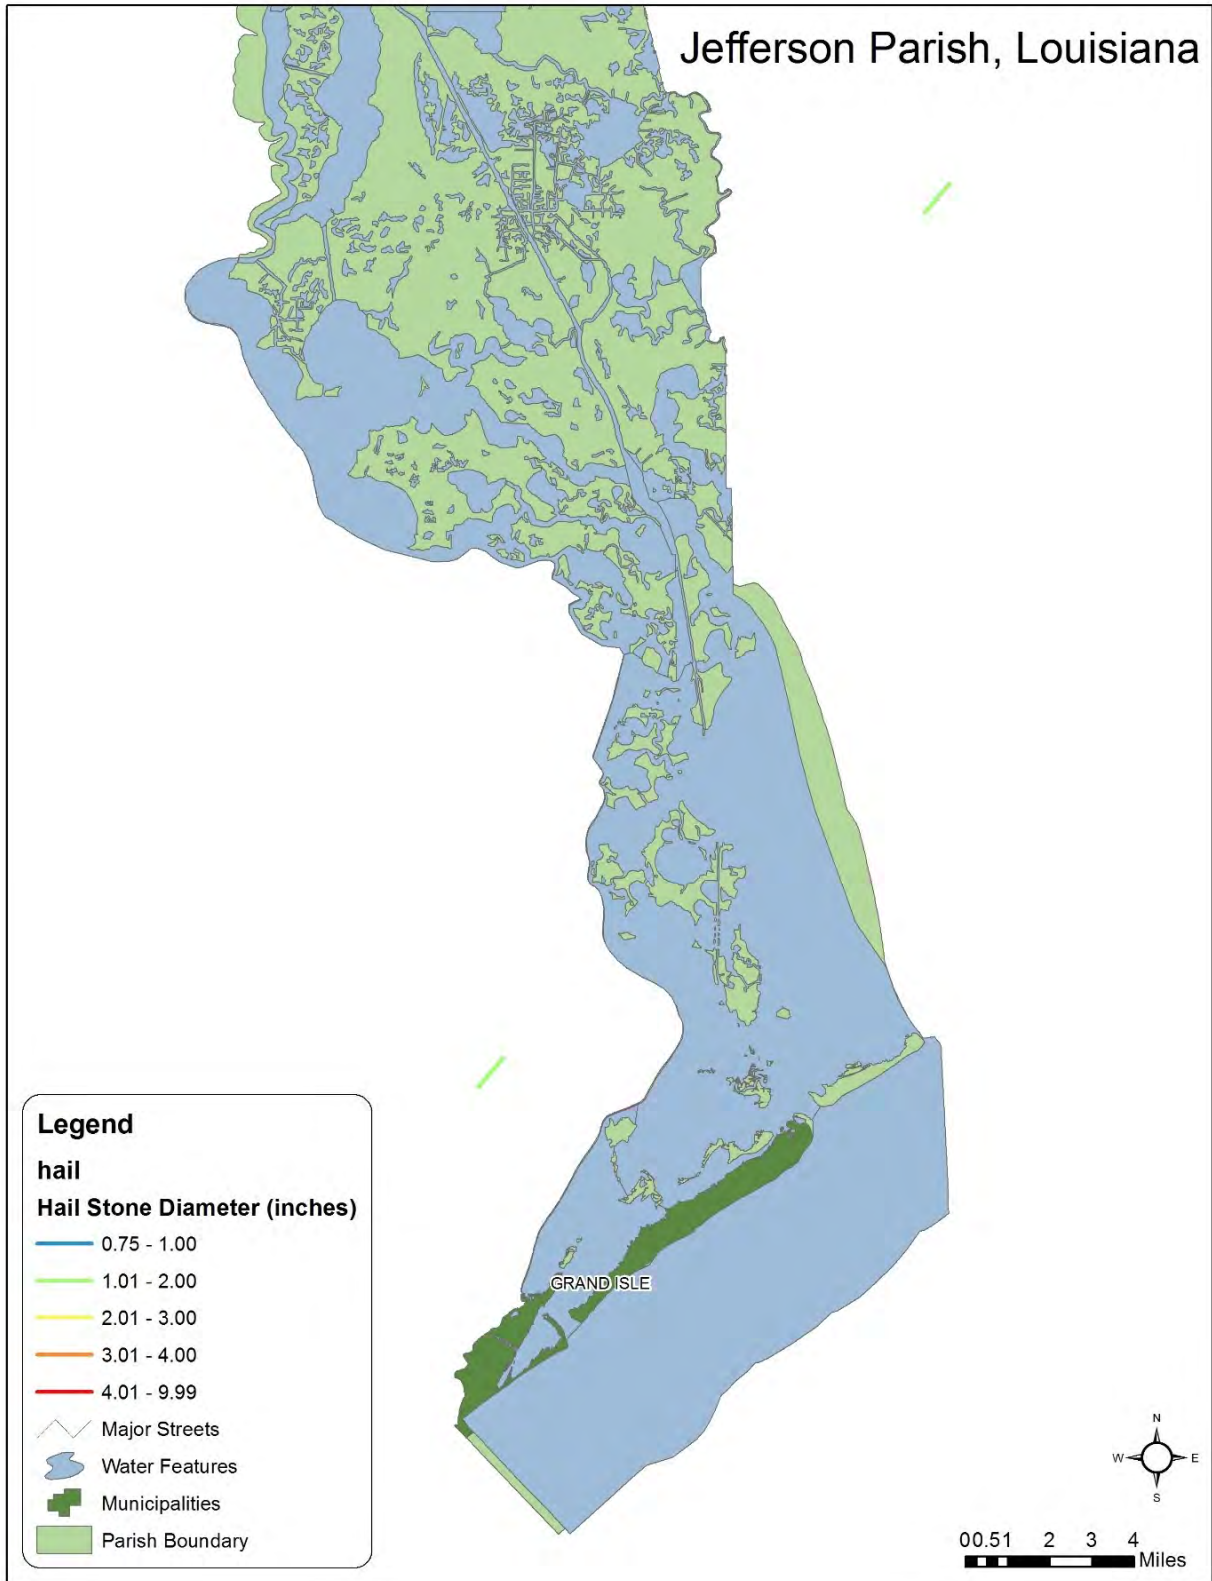 Jefferson Parish, Louisiana
GRAND ISLE
Legend
hail
Hail Stone Diameter (inches)
0.75 - 1.00
1.01 - 2.00
2.01 - 3.00
3.01 - 4.00
4.01 - 9.99
Major Streets
Water Features
Municipalities
Parish Boundary
N
W E
S
00.51 2 3 4
Miles